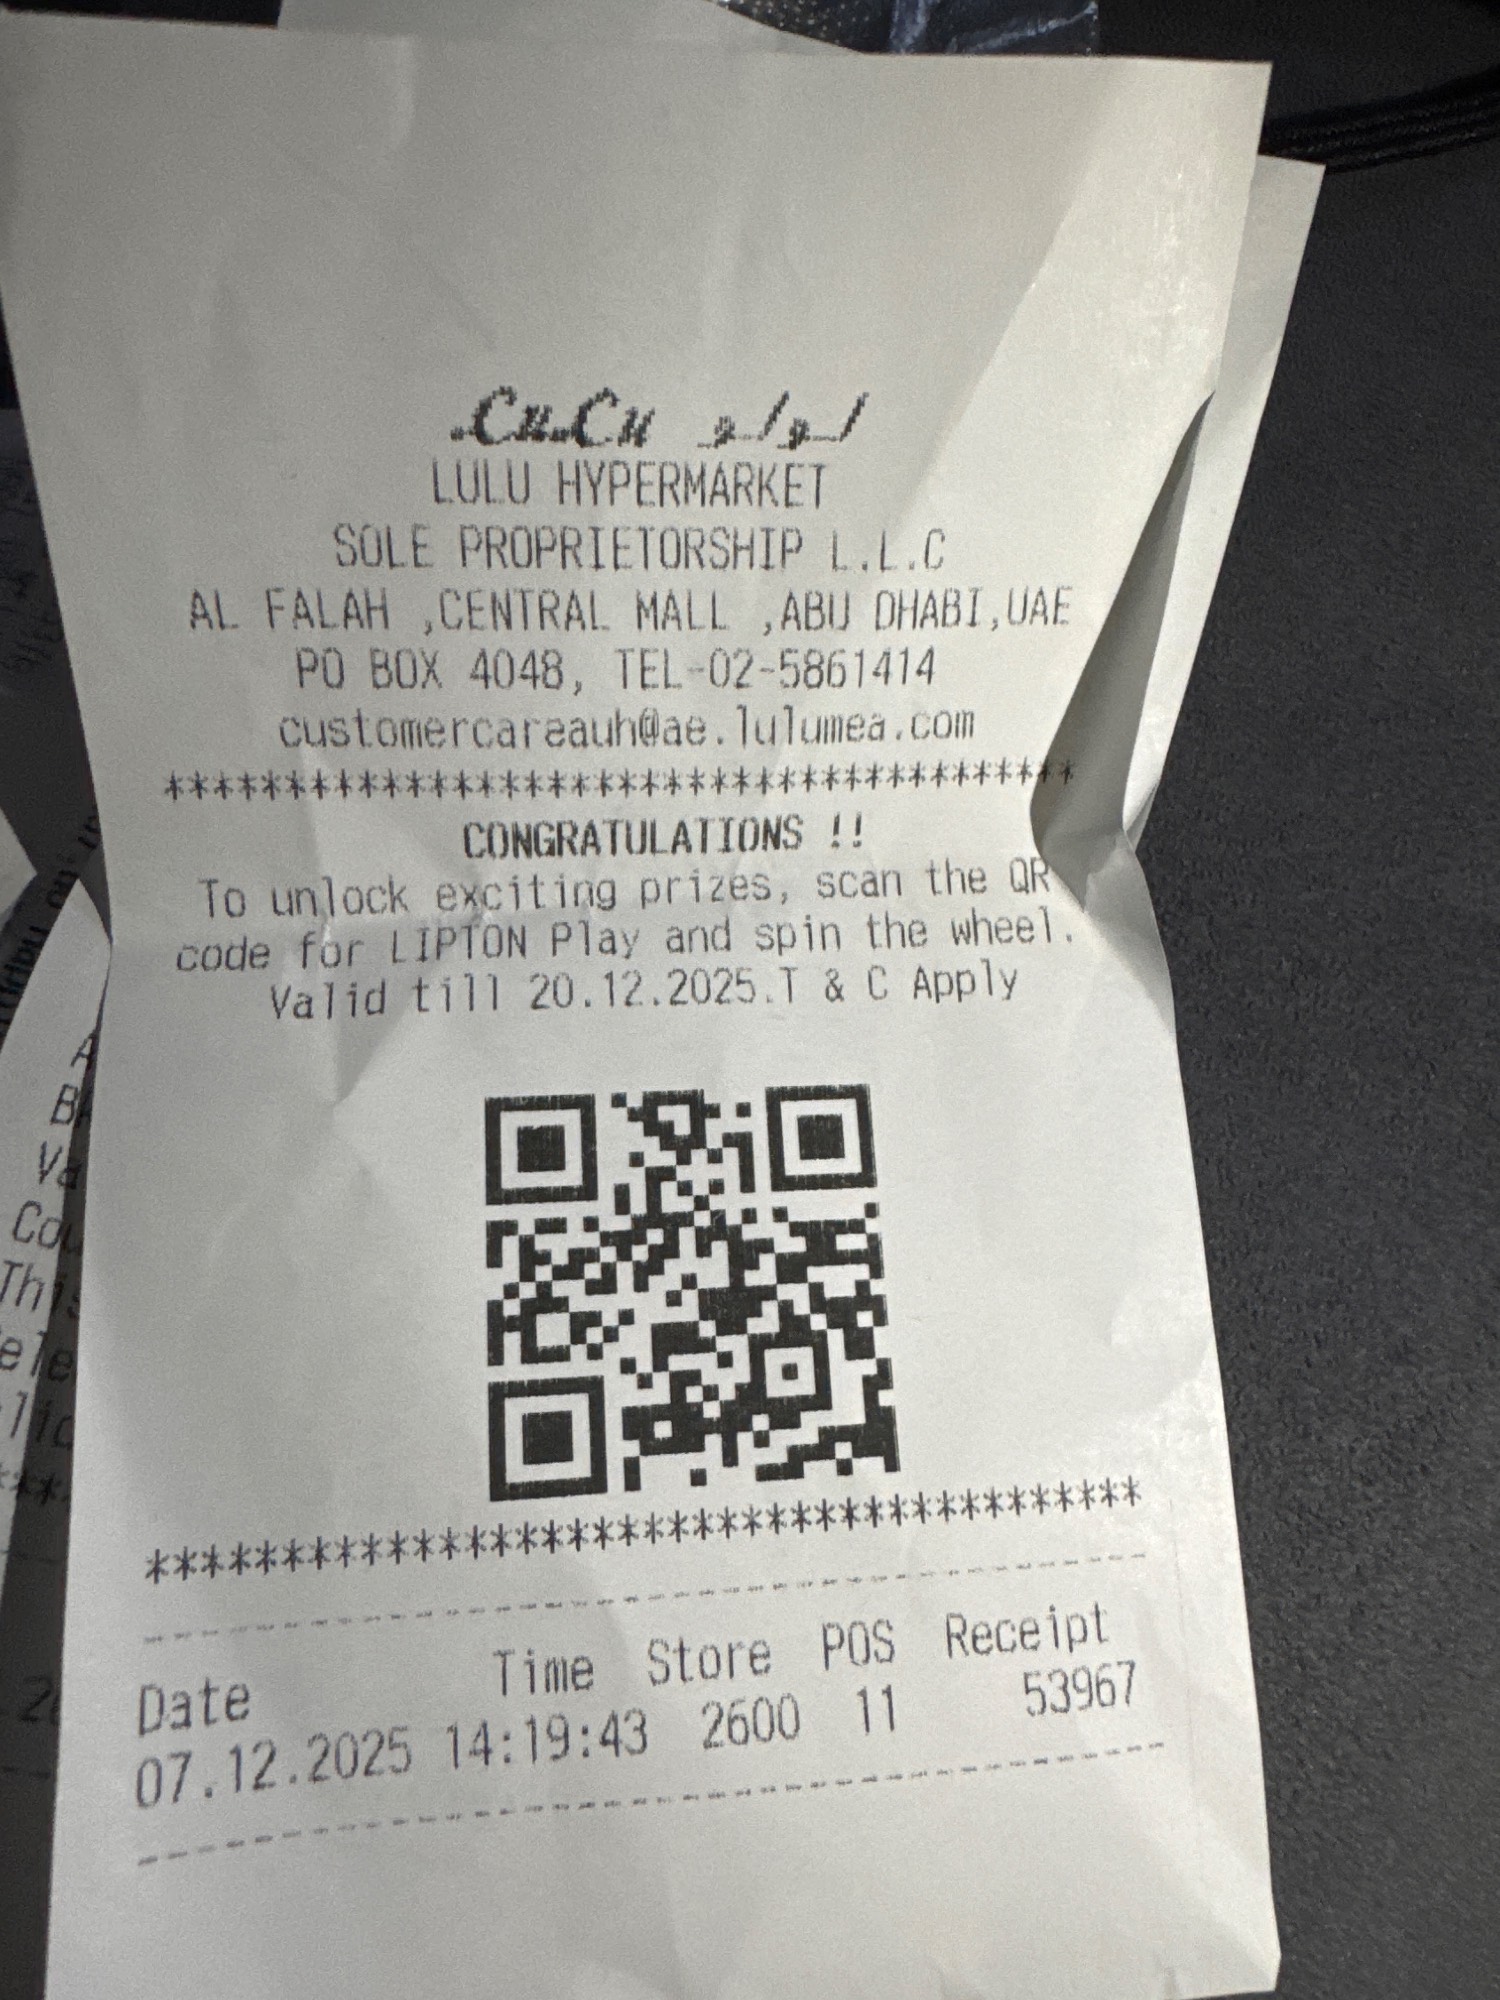 LuLu لولو
LULU HYPERMARKET
SOLE PROPRIETORSHIP L.L.C
AL FALAH ,CENTRAL MALL ,ABU DHABI,UAE
PO BOX 4048, TEL-02-5861414
customercareauh@ae.lulumea.com
**************************************
CONGRATULATIONS !!
To unlock exciting prizes, scan the QR
code for LIPTON Play and spin the wheel.
Valid till 20.12.2025.T & C Apply
**************************************
Date Time Store POS Receipt
07.12.2025 14:19:43 2600 11 53967